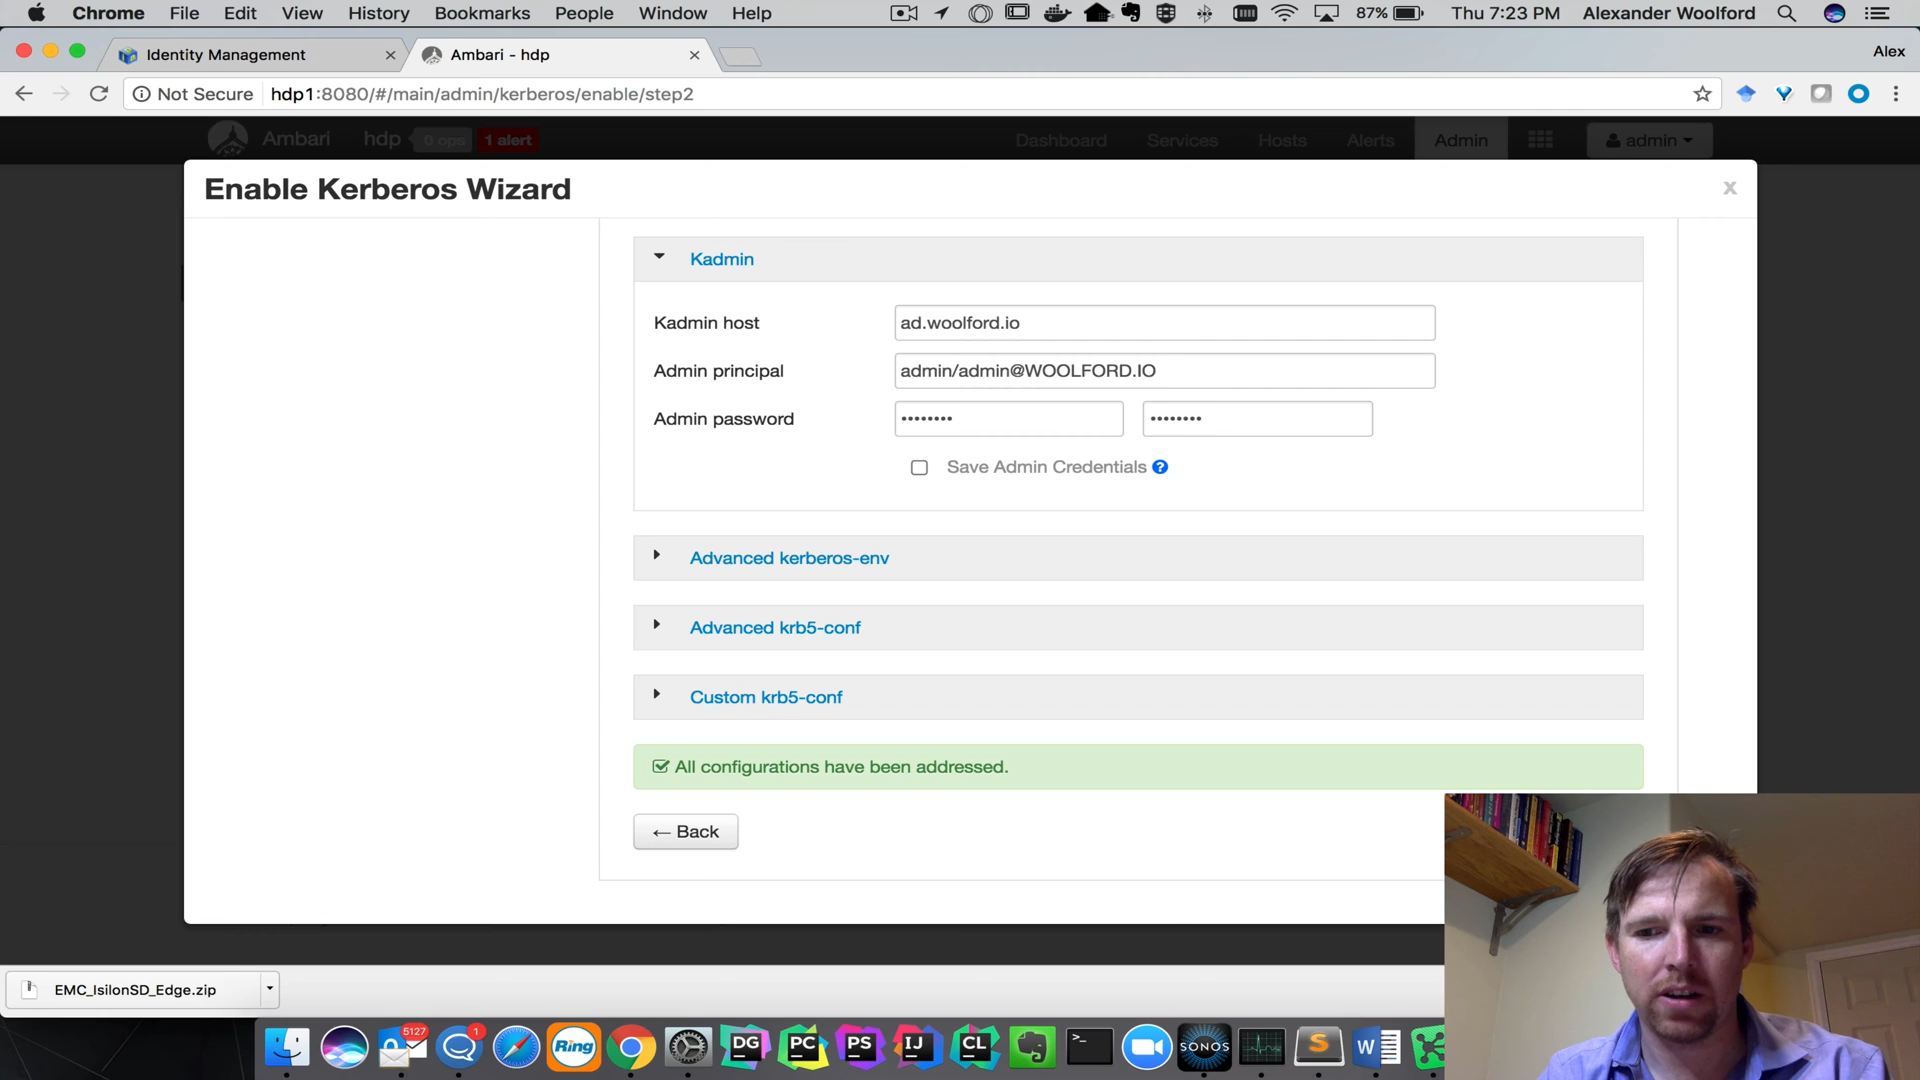 Chrome File Edit View History Bookmarks People Window Help 87% Thu 7:23 PM Alexander Woolford
Identity Management Ambari - hdp Alex
Not Secure hdp1:8080/#/main/admin/kerberos/enable/step2
Ambari hdp 0 ops 1 alert Dashboard Services Hosts Alerts Admin admin
Enable Kerberos Wizard x
Kadmin
Kadmin host ad.woolford.io
Admin principal admin/admin@WOOLFORD.IO
Admin password •••••••• ••••••••
Save Admin Credentials ?
Advanced kerberos-env
Advanced krb5-conf
Custom krb5-conf
All configurations have been addressed.
← Back
EMC_IsilonSD_Edge.zip
5127 1 Ring DG PC PS IJ CL >_ SONOS S W